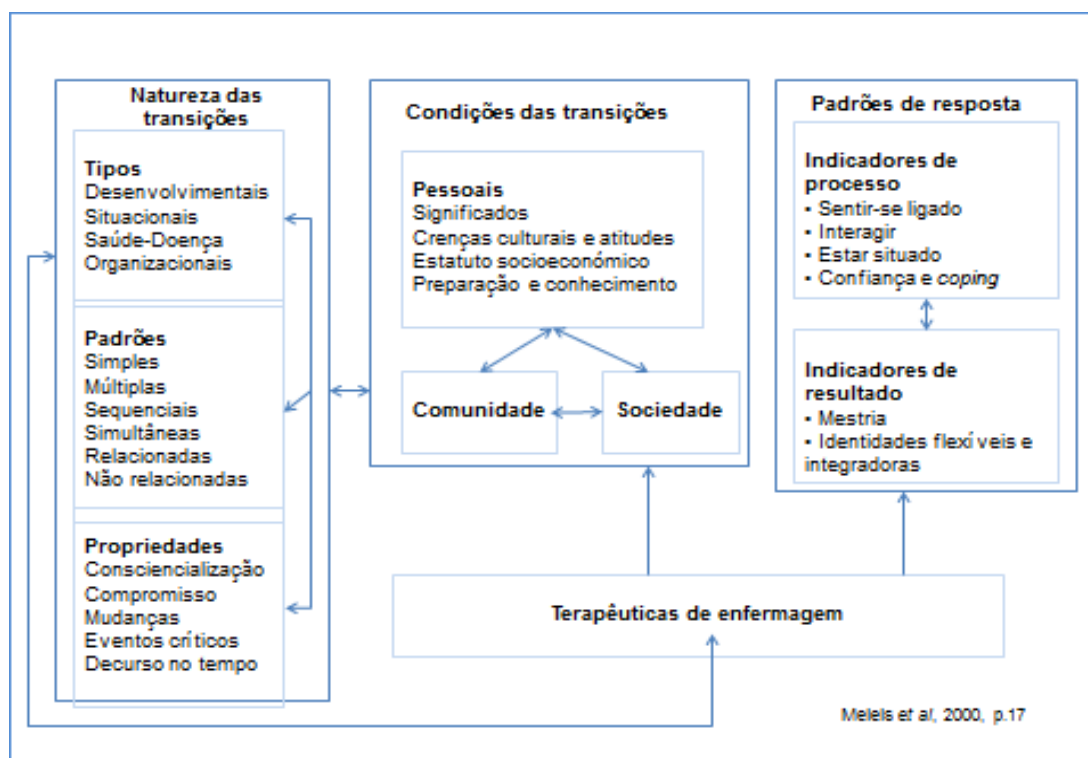 Natureza das
transições
Tipos
Desenvolvimentais
Situacionais
Saúde-Doença
Organizacionais
Padrões
Simples
Múltiplas
Sequenciais
Simultâneas
Relacionadas
Não relacionadas
Propriedades
Consciencialização
Compromisso
Mudanças
Eventos críticos
Decurso no tempo
Condições das transições
Pessoais
Significados
Crenças culturais e atitudes
Estatuto socioeconómico
Preparação e conhecimento
Comunidade
Sociedade
Padrões de resposta
Indicadores de
processo
▪ Sentir-se ligado
▪ Interagir
▪ Estar situado
▪ Confiança e coping
Indicadores de
resultado
▪ Mestria
▪ Identidades flexíveis e
integradoras
Terapêuticas de enfermagem
Meleis et al, 2000, p.17